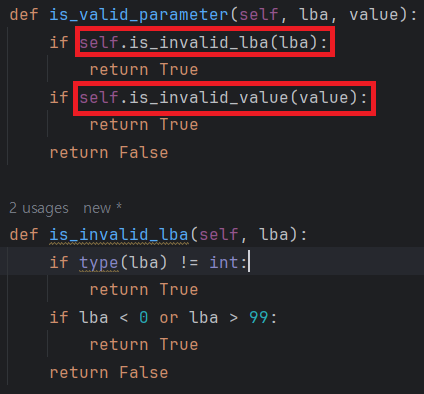 def is_valid_parameter(self, lba, value):
    if self.is_invalid_lba(lba):
        return True
    if self.is_invalid_value(value):
        return True
    return False
2 usages   new *
def is_invalid_lba(self, lba):
    if type(lba) != int:
        return True
    if lba < 0 or lba > 99:
        return True
    return False